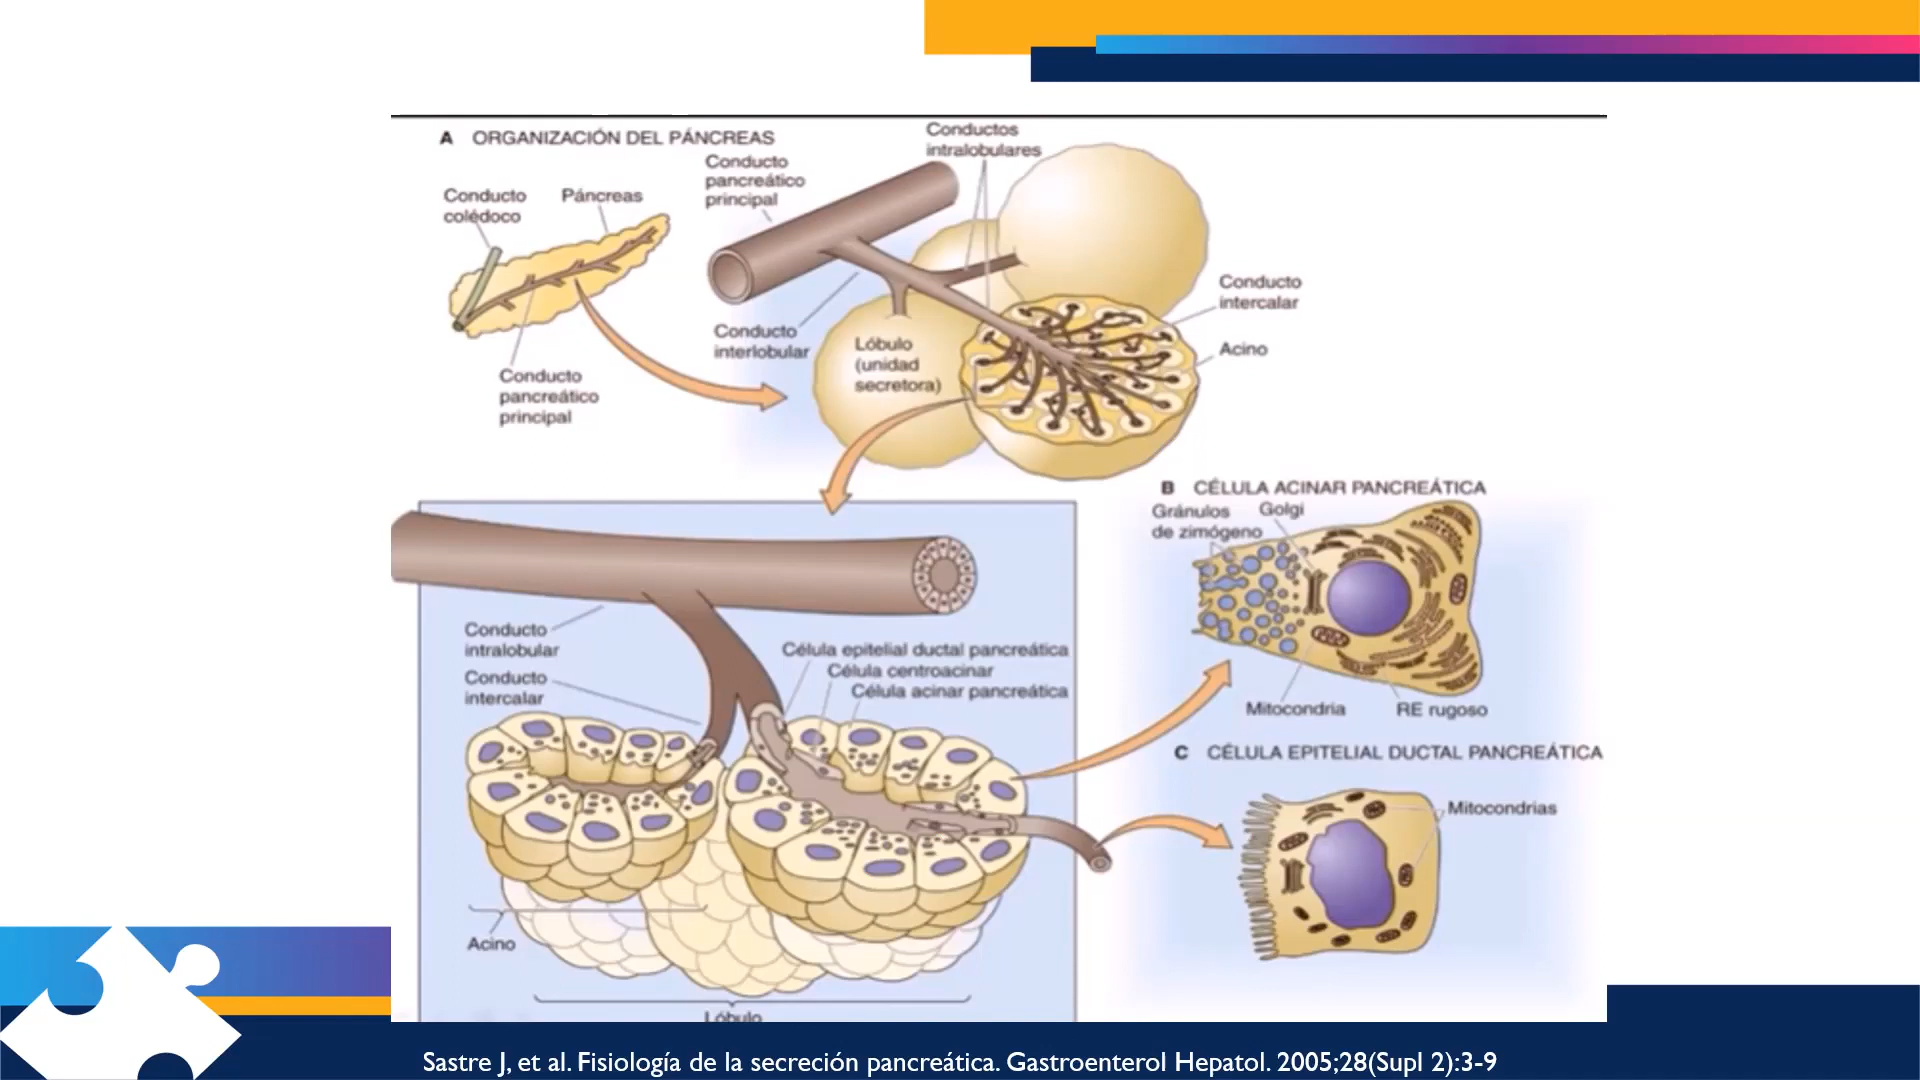 A ORGANIZACIÓN DEL PÁNCREAS
Conducto
colédoco
Páncreas
Conducto
pancreático
principal
Conducto
pancreático
principal
Conductos
intralobulares
Conducto
interlobular
Lóbulo
(unidad
secretora)
Conducto
intercalar
Acino
Conducto
intralobular
Conducto
intercalar
Célula epitelial ductal pancreática
Célula centroacinar
Célula acinar pancreática
Acino
Lóbulo
B CÉLULA ACINAR PANCREÁTICA
Gránulos
de zimógeno
Golgi
Mitocondria
RE rugoso
C CÉLULA EPITELIAL DUCTAL PANCREÁTICA
Mitocondrias
Sastre J, et al. Fisiología de la secreción pancreática. Gastroenterol Hepatol. 2005;28(Supl 2):3-9